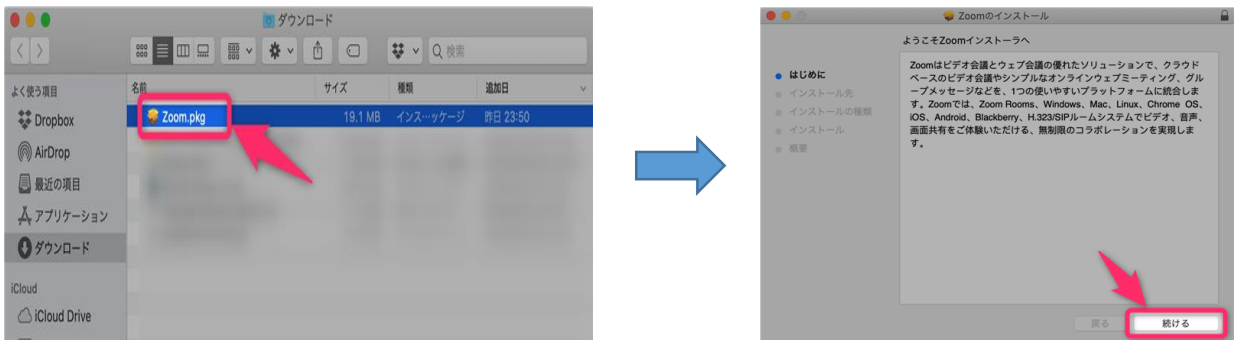 ダウンロード
検索
よく使う項目
Dropbox
AirDrop
最近の項目
アプリケーション
ダウンロード
iCloud
iCloud Drive
名前 サイズ 種類 追加日
Zoom.pkg 19.1 MB インス…ッケージ 昨日 23:50
Zoomのインストール
ようこそZoomインストーラへ
はじめに
インストール先
インストールの種類
インストール
概要
Zoomはビデオ会議とウェブ会議の優れたソリューションで、クラウド
ベースのビデオ会議やシンプルなオンラインウェブミーティング、グル
ープメッセージなどを、1つの使いやすいプラットフォームに統合しま
す。Zoomでは、Zoom Rooms、Windows、Mac、Linux、Chrome OS、
iOS、Android、Blackberry、H.323/SIPルームシステムでビデオ、音声、
画面共有をご体験いただける、無制限のコラボレーションを実現しま
す。
戻る 続ける